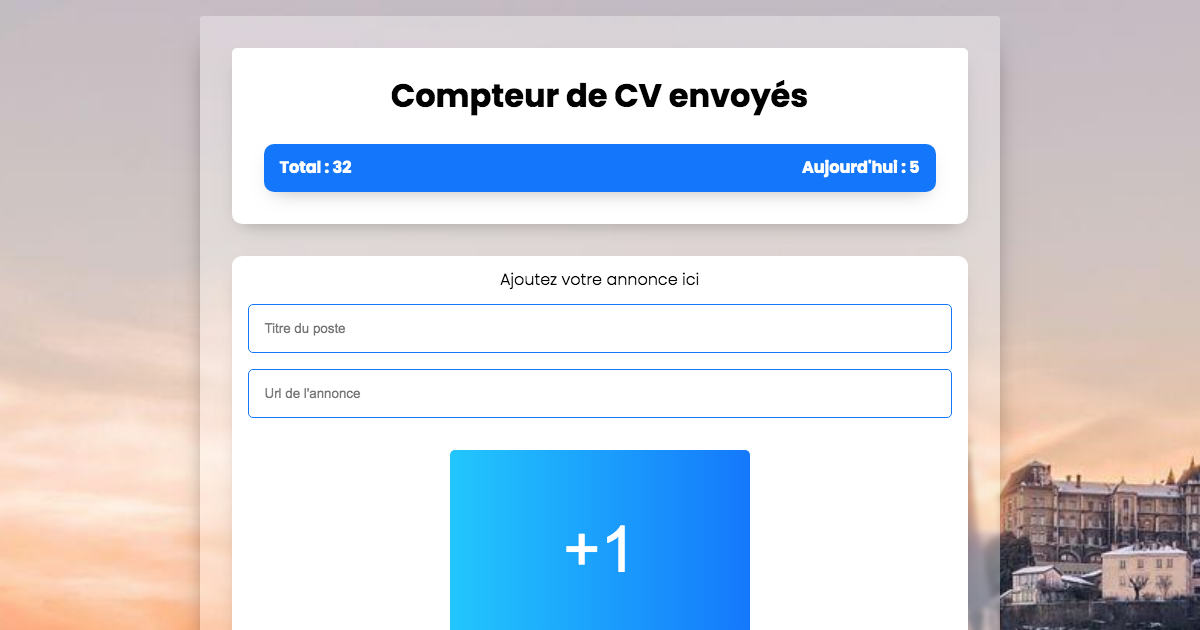 Compteur de CV envoyés
Total : 32 Aujourd'hui : 5
Ajoutez votre annonce ici
Titre du poste
Url de l'annonce
+1